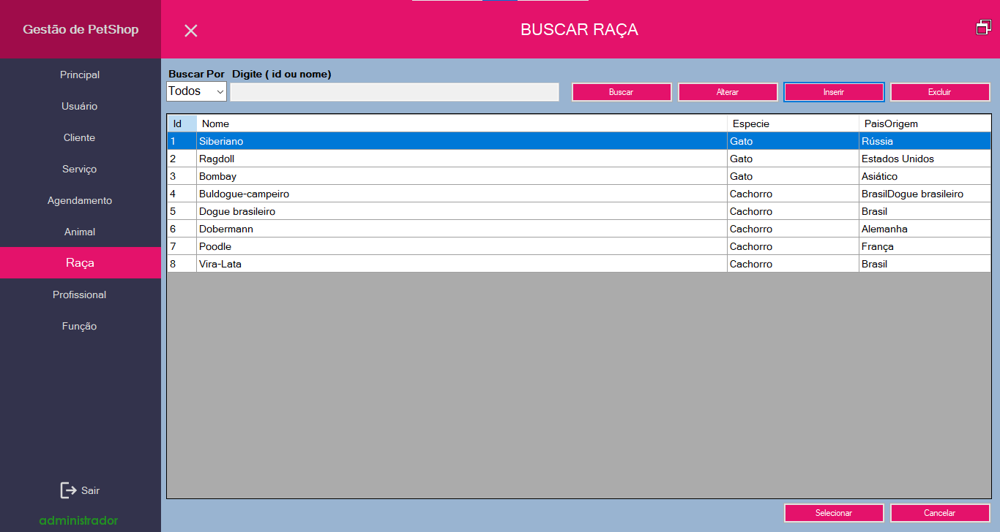 Gestão de PetShop
BUSCAR RAÇA
Principal
Usuário
Cliente
Serviço
Agendamento
Animal
Raça
Profissional
Função
Sair
administrador
Buscar Por Digite ( id ou nome)
Todos Buscar Alterar Inserir Excluir
Id Nome Especie PaisOrigem
1 Siberiano Gato Rússia
2 Ragdoll Gato Estados Unidos
3 Bombay Gato Asiático
4 Buldogue-campeiro Cachorro BrasilDogue brasileiro
5 Dogue brasileiro Cachorro Brasil
6 Dobermann Cachorro Alemanha
7 Poodle Cachorro França
8 Vira-Lata Cachorro Brasil
Selecionar Cancelar